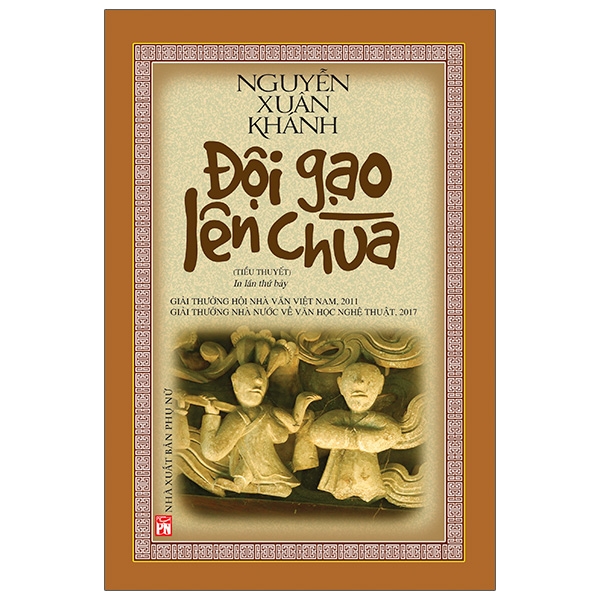 NGUYỄN
XUÂN
KHÁNH
Đội gạo
lên chùa
(TIỂU THUYẾT)
In lần thứ bảy
GIẢI THƯỞNG HỘI NHÀ VĂN VIỆT NAM, 2011
GIẢI THƯỞNG NHÀ NƯỚC VỀ VĂN HỌC NGHỆ THUẬT, 2017
NHÀ XUẤT BẢN PHỤ NỮ
PN